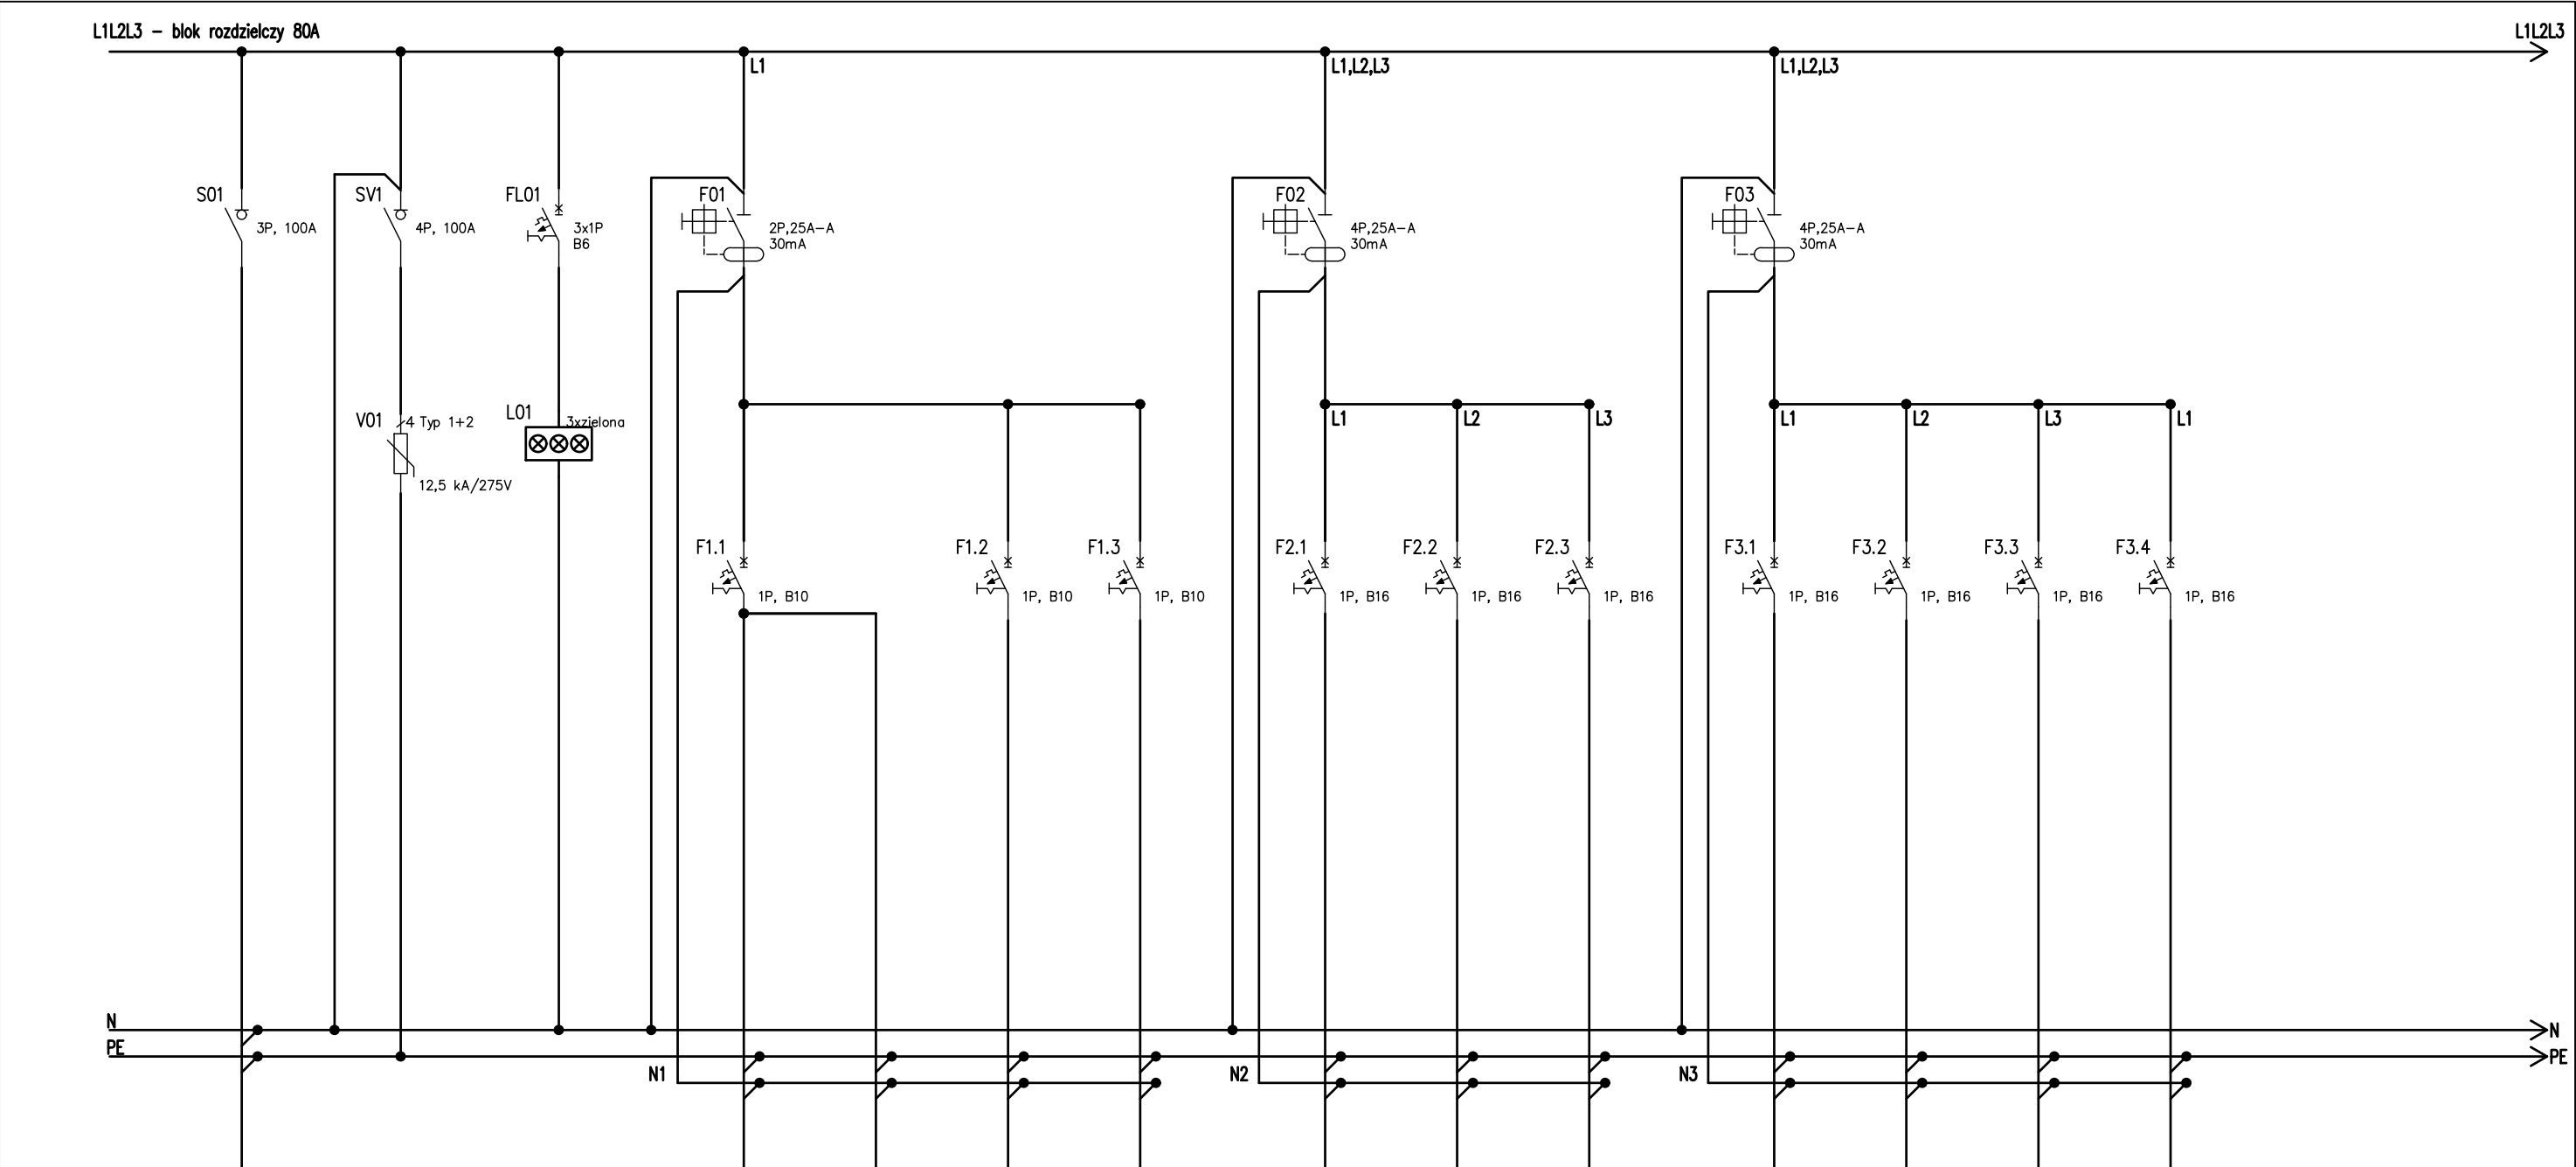 L1L2L3 - blok rozdzielczy 80A
L1L2L3
L1
L1,L2,L3
L1,L2,L3
S01
3P, 100A
SV1
4P, 100A
FL01
3x1P
B6
F01
2P,25A-A
30mA
F02
4P,25A-A
30mA
F03
4P,25A-A
30mA
V01
4 Typ 1+2
12,5 kA/275V
L01
3xzielona
L1
L2
L3
L1
L2
L3
L1
F1.1
1P, B10
F1.2
1P, B10
F1.3
1P, B10
F2.1
1P, B16
F2.2
1P, B16
F2.3
1P, B16
F3.1
1P, B16
F3.2
1P, B16
F3.3
1P, B16
F3.4
1P, B16
N
N
PE
PE
N1
N2
N3